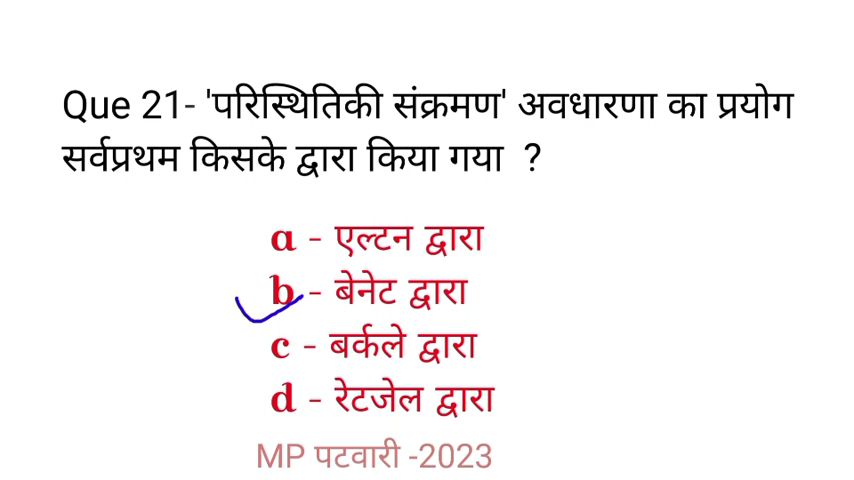 Que 21- 'परिस्थितिकी संक्रमण' अवधारणा का प्रयोग
सर्वप्रथम किसके द्वारा किया गया ?
a - एल्टन द्वारा
b - बेनेट द्वारा
c - बर्कले द्वारा
d - रेटजेल द्वारा
MP पटवारी -2023